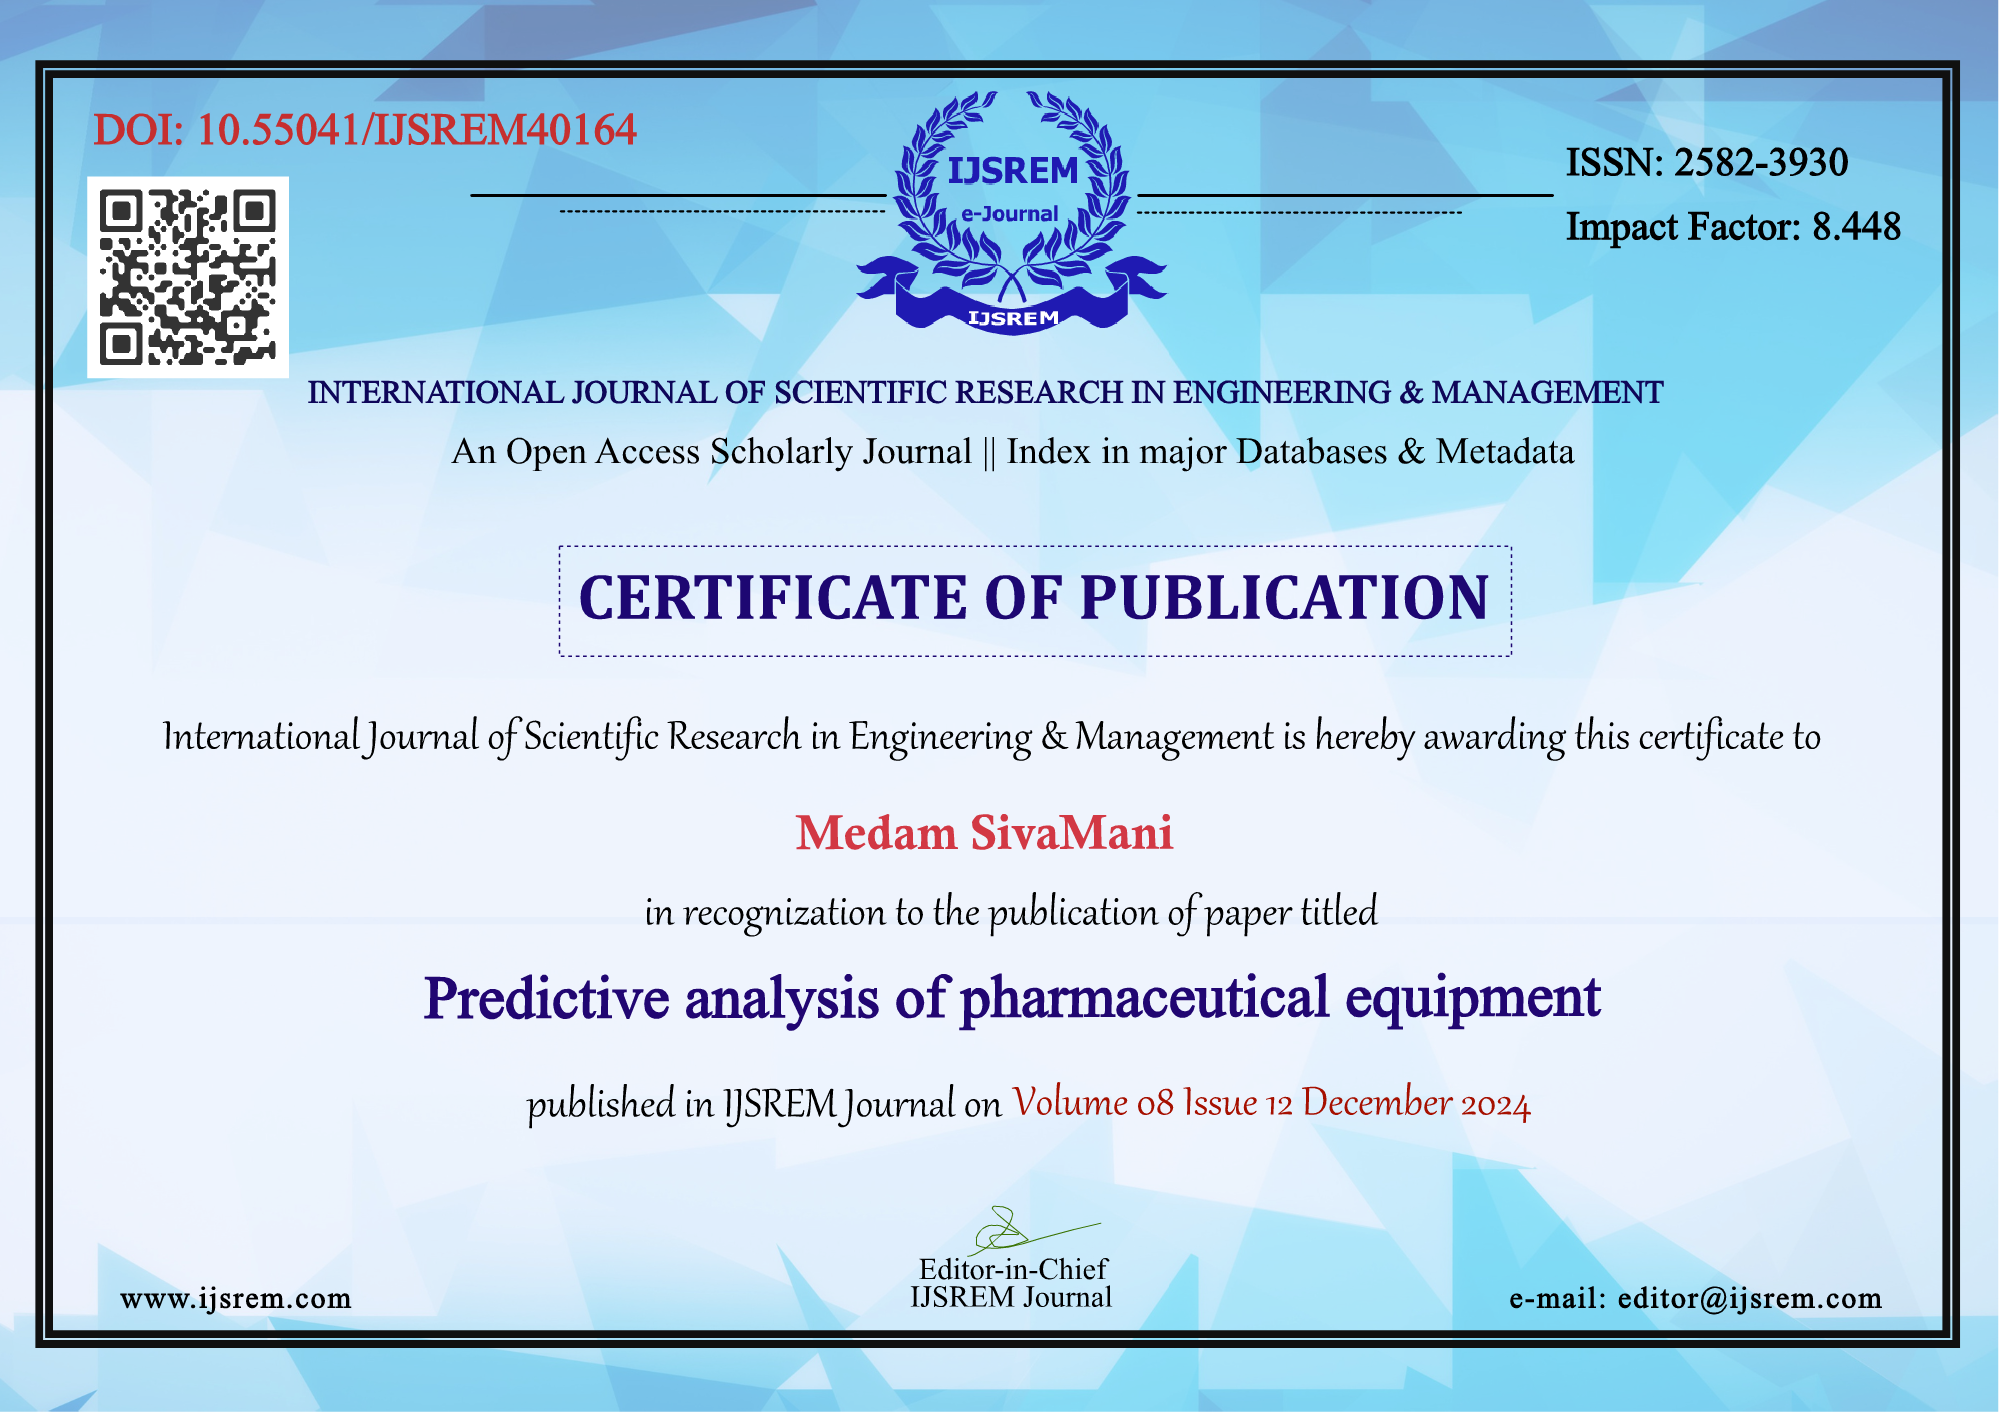 DOI: 10.55041/IJSREM40164
IJSREM
e-Journal
IJSREM
ISSN: 2582-3930
Impact Factor: 8.448
INTERNATIONAL JOURNAL OF SCIENTIFIC RESEARCH IN ENGINEERING & MANAGEMENT
An Open Access Scholarly Journal || Index in major Databases & Metadata
CERTIFICATE OF PUBLICATION
International Journal of Scientific Research in Engineering & Management is hereby awarding this certificate to
Medam SivaMani
in recognization to the publication of paper titled
Predictive analysis of pharmaceutical equipment
published in IJSREM Journal on Volume 08 Issue 12 December 2024
Editor-in-Chief
IJSREM Journal
www.ijsrem.com
e-mail: editor@ijsrem.com